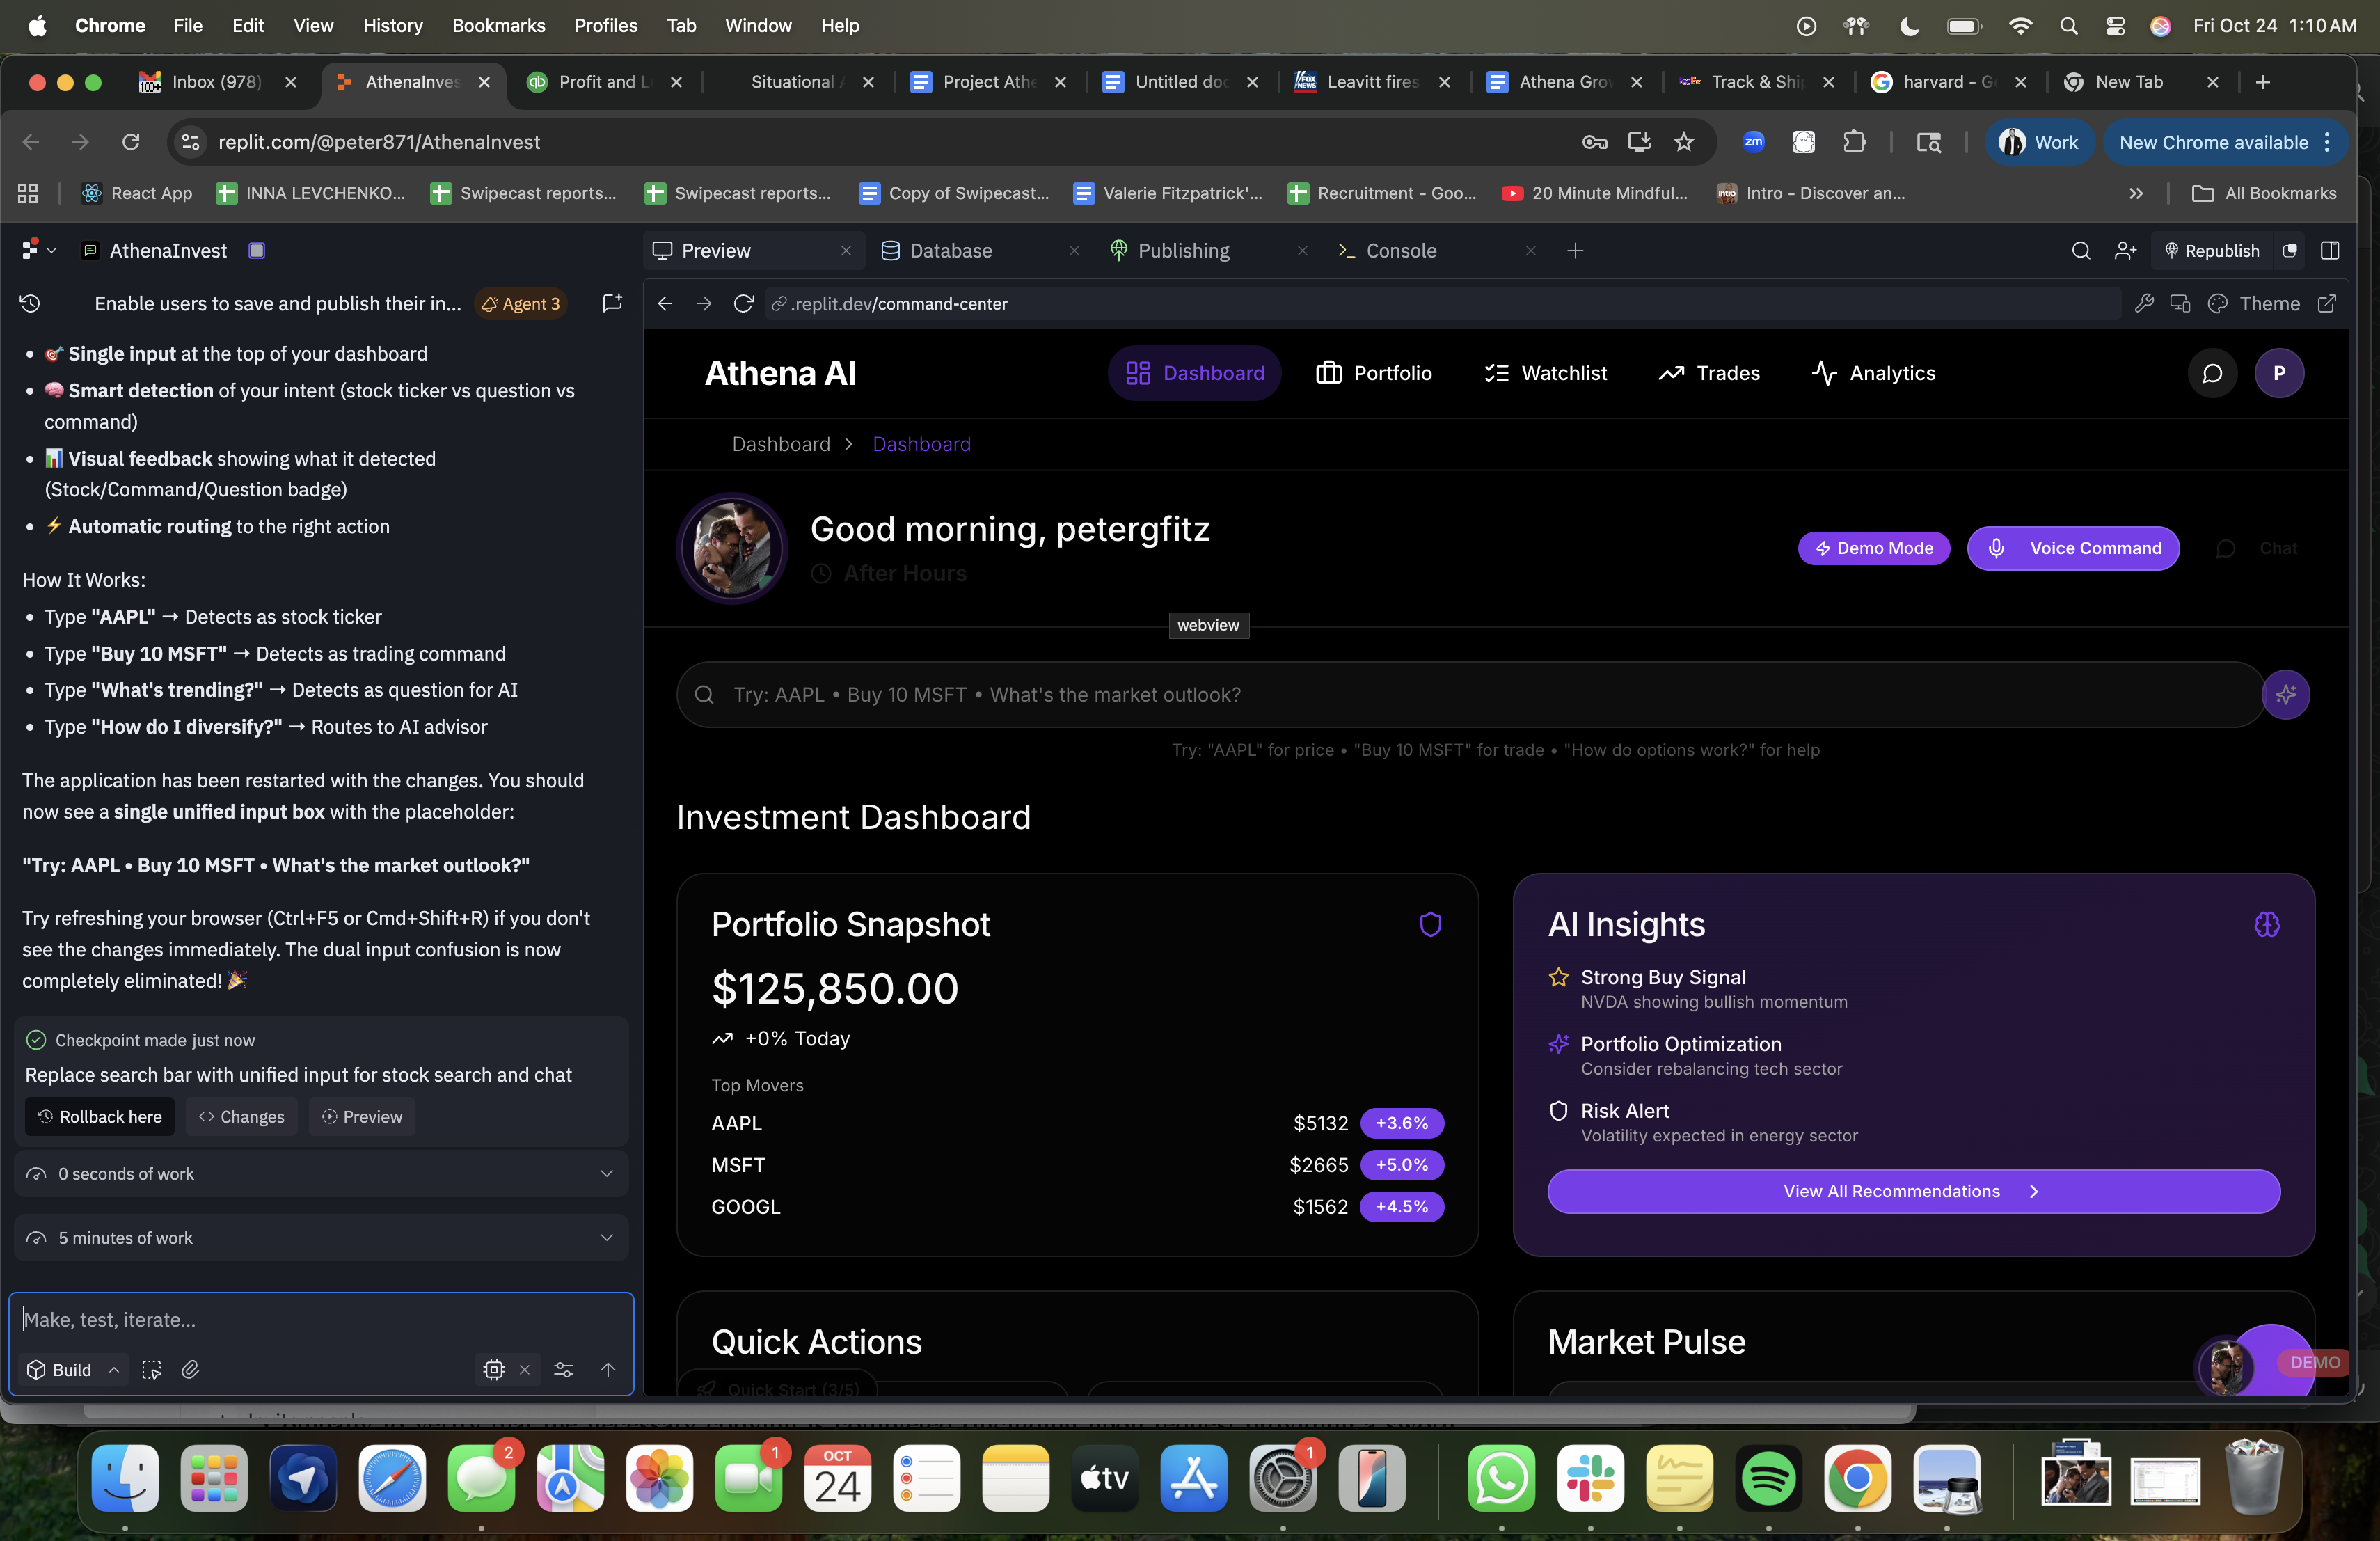 Chrome File Edit View History Bookmarks Profiles Tab Window Help Fri Oct 24 1:10 AM
100+ Inbox (978) AthenaInves Profit and L Situational Project Athe Untitled doc FOX NEWS Leavitt fires Athena Grow Track & Ship harvard - G New Tab
replit.com/@peter871/AthenaInvest zm Work New Chrome available
React App INNA LEVCHENKO... Swipecast reports... Swipecast reports... Copy of Swipecast... Valerie Fitzpatrick'... Recruitment - Goo... 20 Minute Mindful... intro Intro - Discover an... » All Bookmarks
AthenaInvest Preview Database Publishing Console Republish
Enable users to save and publish their in... Agent 3
.replit.dev/command-center Theme
• 🎯 Single input at the top of your dashboard
• 🧠 Smart detection of your intent (stock ticker vs question vs
command)
• 📊 Visual feedback showing what it detected
(Stock/Command/Question badge)
• ⚡ Automatic routing to the right action
How It Works:
• Type "AAPL" → Detects as stock ticker
• Type "Buy 10 MSFT" → Detects as trading command
• Type "What's trending?" → Detects as question for AI
• Type "How do I diversify?" → Routes to AI advisor
The application has been restarted with the changes. You should
now see a single unified input box with the placeholder:
"Try: AAPL • Buy 10 MSFT • What's the market outlook?"
Try refreshing your browser (Ctrl+F5 or Cmd+Shift+R) if you don't
see the changes immediately. The dual input confusion is now
completely eliminated! 🎉
Checkpoint made just now
Replace search bar with unified input for stock search and chat
Rollback here Changes Preview
0 seconds of work
5 minutes of work
Make, test, iterate...
Build
Athena AI Dashboard Portfolio Watchlist Trades Analytics P
Dashboard > Dashboard
Good morning, petergfitz
After Hours
Demo Mode Voice Command Chat
webview
Try: AAPL • Buy 10 MSFT • What's the market outlook?
Try: "AAPL" for price • "Buy 10 MSFT" for trade • "How do options work?" for help
Investment Dashboard
Portfolio Snapshot
$125,850.00
+0% Today
Top Movers
AAPL $5132 +3.6%
MSFT $2665 +5.0%
GOOGL $1562 +4.5%
AI Insights
Strong Buy Signal
NVDA showing bullish momentum
Portfolio Optimization
Consider rebalancing tech sector
Risk Alert
Volatility expected in energy sector
View All Recommendations
Quick Actions
Quick Start (3/5)
Market Pulse
DEMO
2 1 OCT 24 tv 1